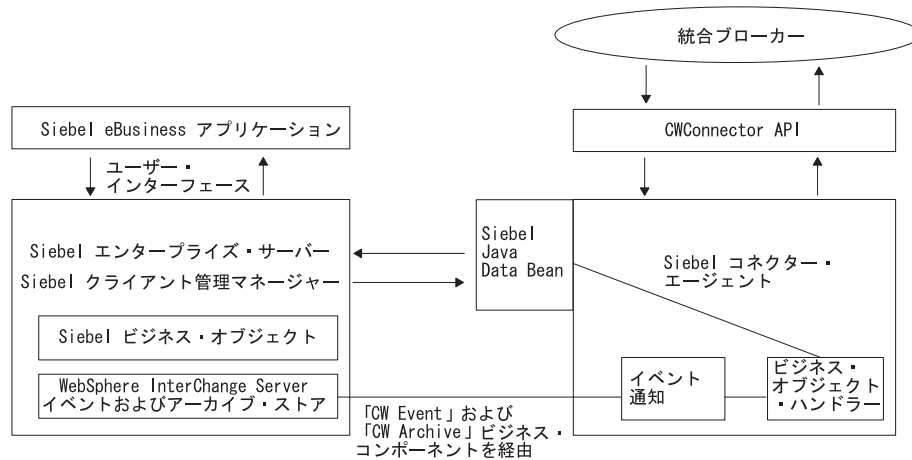 統合ブローカー
Siebel eBusiness アプリケーション
CWConnector API
ユーザー・
インターフェース
Siebel エンタープライズ・サーバー
Siebel クライアント管理マネージャー
Siebel ビジネス・オブジェクト
WebSphere InterChange Server
イベントおよびアーカイブ・ストア
Siebel
Java
Data Bean
Siebel コネクター・
エージェント
イベント
通知
ビジネス・
オブジェクト
・ハンドラー
「CW Event」および
「CW Archive」ビジネス・
コンポーネントを経由